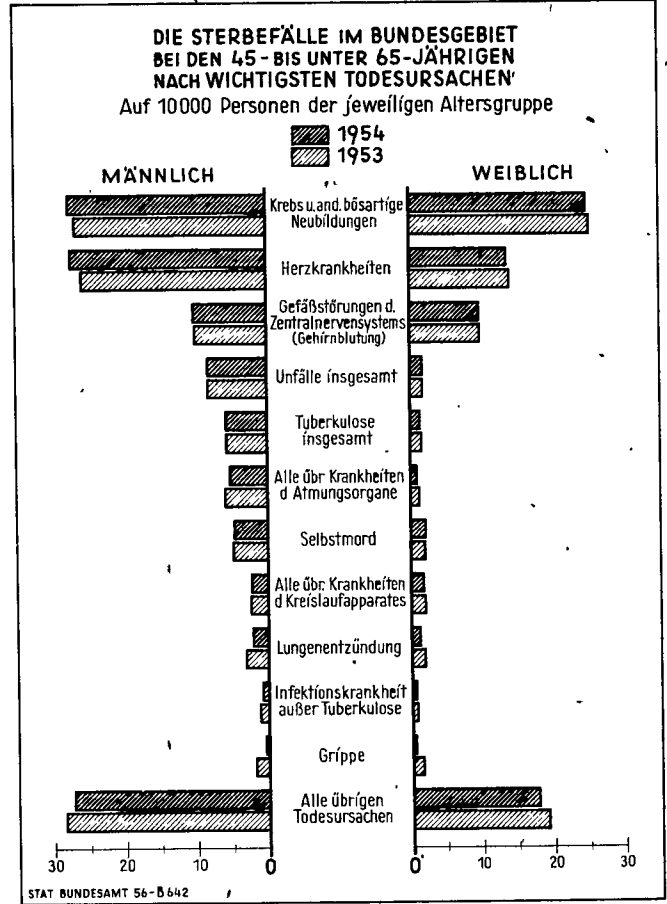 DIE STERBEFÄLLE IM BUNDESGEBIET
BEI DEN 45- BIS UNTER 65-JÄHRIGEN
NACH WICHTIGSTEN TODESURSACHEN
Auf 10000 Personen der jeweiligen Altersgruppe
1954
1953
MÄNNLICH
WEIBLICH
Krebs u. and. bösartige
Neubildungen
Herzkrankheiten
Gefäßstörungen d.
Zentralnervensystems
(Gehirnblutung)
Unfälle insgesamt
Tuberkulose
insgesamt
Alle übr Krankheiten
d Atmungsorgane
Selbstmord
Alle übr. Krankheiten
d Kreislaufapparates
Lungenentzündung
Infektionskrankheit
außer Tuberkulose
Grippe
Alle übrigen
Todesursachen
30 20 10 0 0 10 20 30
STAT BUNDESAMT 56-B 642